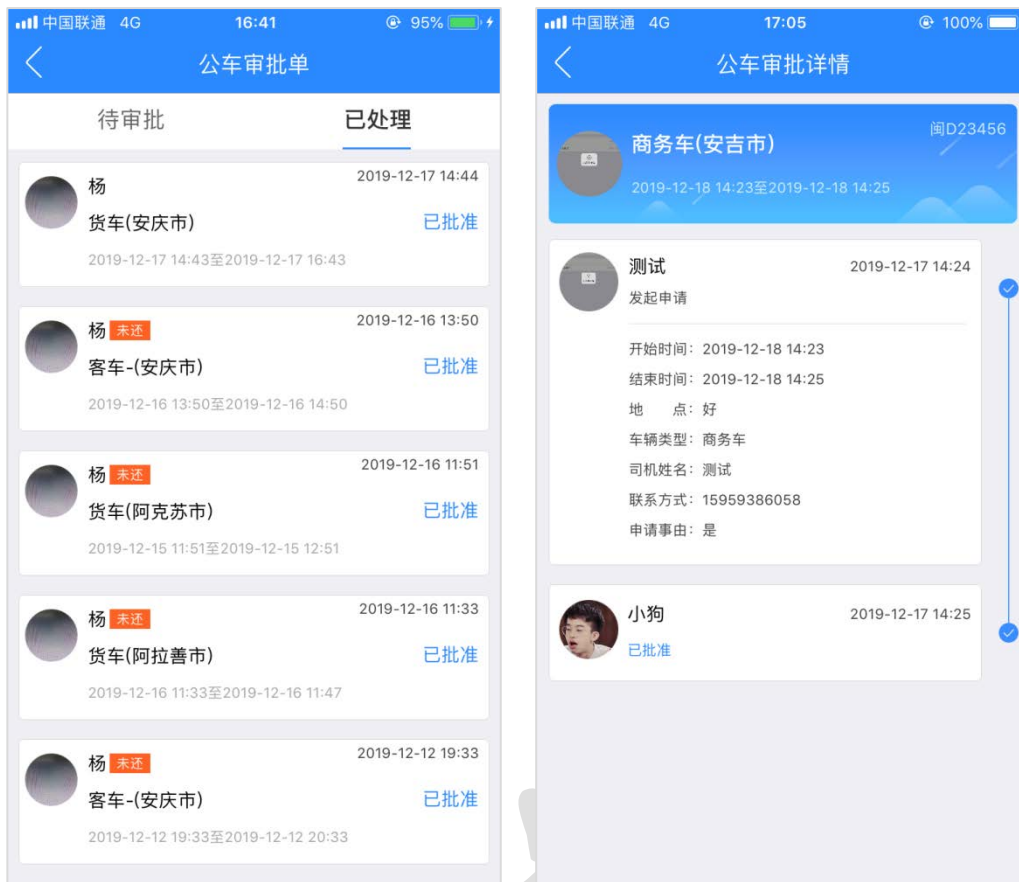 中国联通 4G 16:41 95%
公车审批单
待审批 已处理
杨 2019-12-17 14:44
货车(安庆市) 已批准
2019-12-17 14:43至2019-12-17 16:43
杨 未还 2019-12-16 13:50
客车-(安庆市) 已批准
2019-12-16 13:50至2019-12-16 14:50
杨 未还 2019-12-16 11:51
货车(阿克苏市) 已批准
2019-12-15 11:51至2019-12-15 12:51
杨 未还 2019-12-16 11:33
货车(阿拉善市) 已批准
2019-12-16 11:33至2019-12-16 11:47
杨 未还 2019-12-12 19:33
客车-(安庆市) 已批准
2019-12-12 19:33至2019-12-12 20:33
中国联通 4G 17:05 100%
公车审批详情
商务车(安吉市) 闽D23456
2019-12-18 14:23至2019-12-18 14:25
测试 2019-12-17 14:24
发起申请
开始时间：2019-12-18 14:23
结束时间：2019-12-18 14:25
地 点：好
车辆类型：商务车
司机姓名：测试
联系方式：15959386058
申请事由：是
小狗 2019-12-17 14:25
已批准